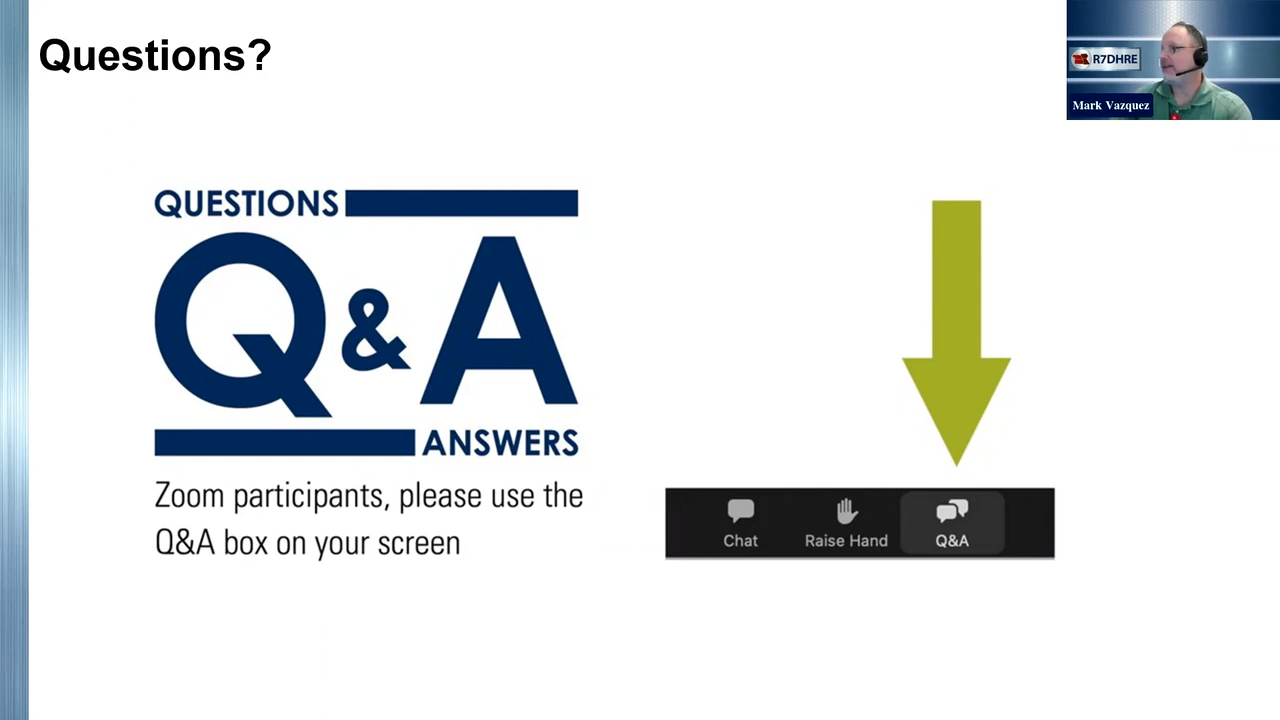 Questions?
R7DHRE
Mark Vazquez
QUESTIONS
Q&A
ANSWERS
Zoom participants, please use the
Q&A box on your screen
Chat
Raise Hand
Q&A